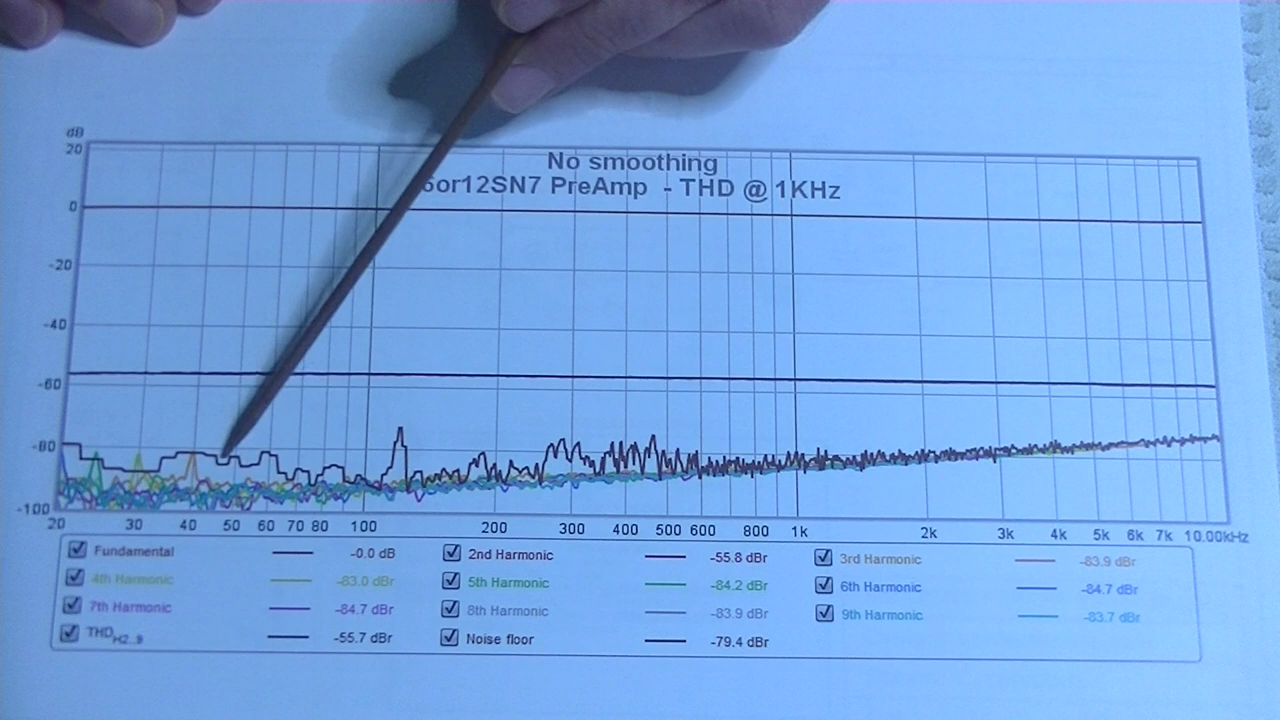 dB
No smoothing
6or12SN7 PreAmp - THD @ 1KHz
20
0
-20
-40
-60
-80
-100
20 30 40 50 60 70 80 100 200 300 400 500 600 800 1k 2k 3k 4k 5k 6k 7k 10.00kHz
Fundamental -0.0 dB 2nd Harmonic -55.8 dBr 3rd Harmonic -83.9 dBr
4th Harmonic -83.0 dBr 5th Harmonic -84.2 dBr 6th Harmonic -84.7 dBr
7th Harmonic -84.7 dBr 8th Harmonic -83.9 dBr 9th Harmonic -83.7 dBr
THD H2..9 -55.7 dBr Noise floor -79.4 dBr